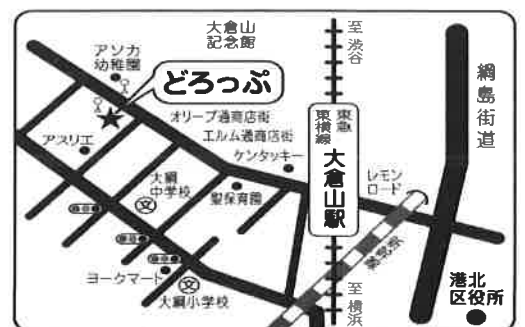 大倉山
記念館
至渋谷
アソカ
幼稚園
どろっぷ
綱島街道
オリーブ通商店街
エルム通商店街
東急
東横線
大倉山駅
アスリエ
ケンタッキー
レモン
ロード
大綱
中学校
文
聖保育園
ヨークマート
文
大綱小学校
至横浜
港北
区役所